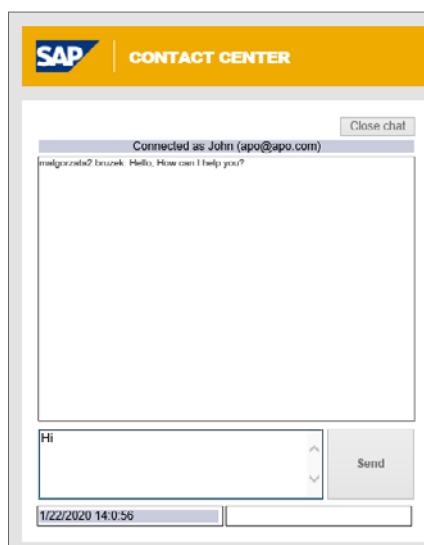 SAP
CONTACT CENTER
Close chat
Connected as John (apo@apo.com)
malgorzata2 bruzek: Hello, How can I help you?
Hi
Send
1/22/2020 14:0:56